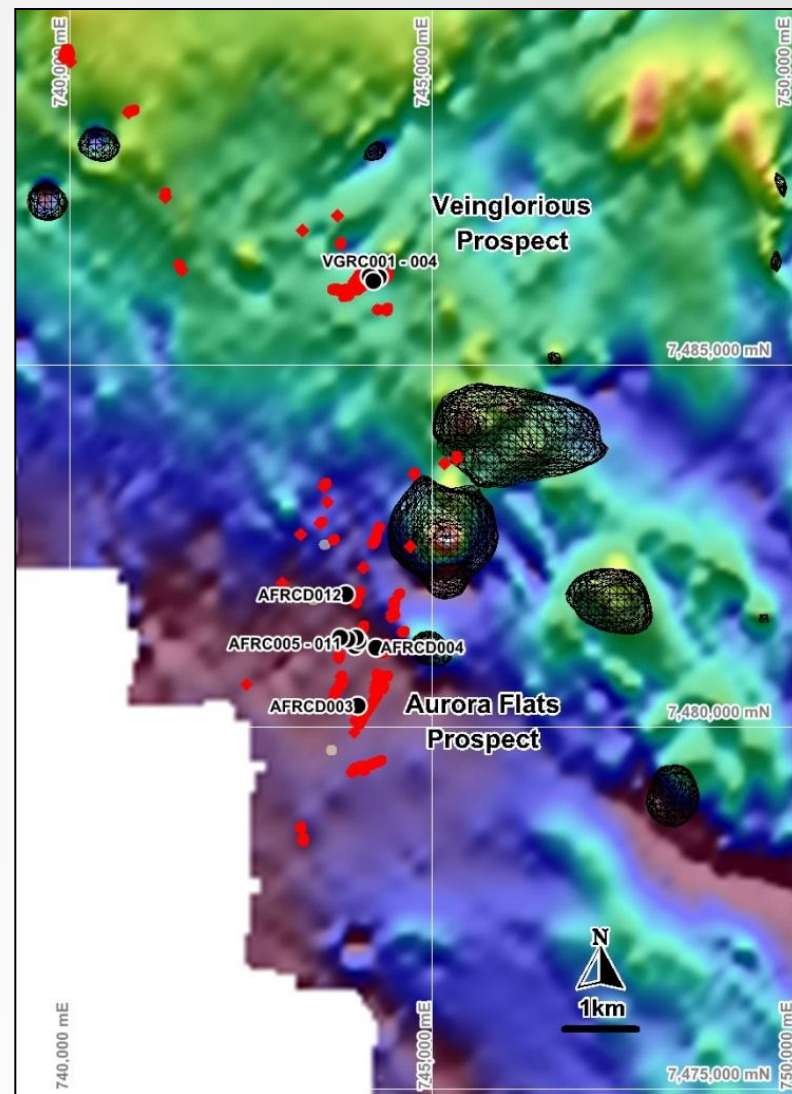 740,000 mE
745,000 mE
750,000 mE
Veinglorious
Prospect
VGRC001 - 004
7,485,000 mN
AFRCD012
AFRC005 - 011
AFRCD004
AFRCD003
Aurora Flats
Prospect
7,480,000 mN
N
1km
740,000 mE
745,000 mE
750,000 mE
7,475,000 mN